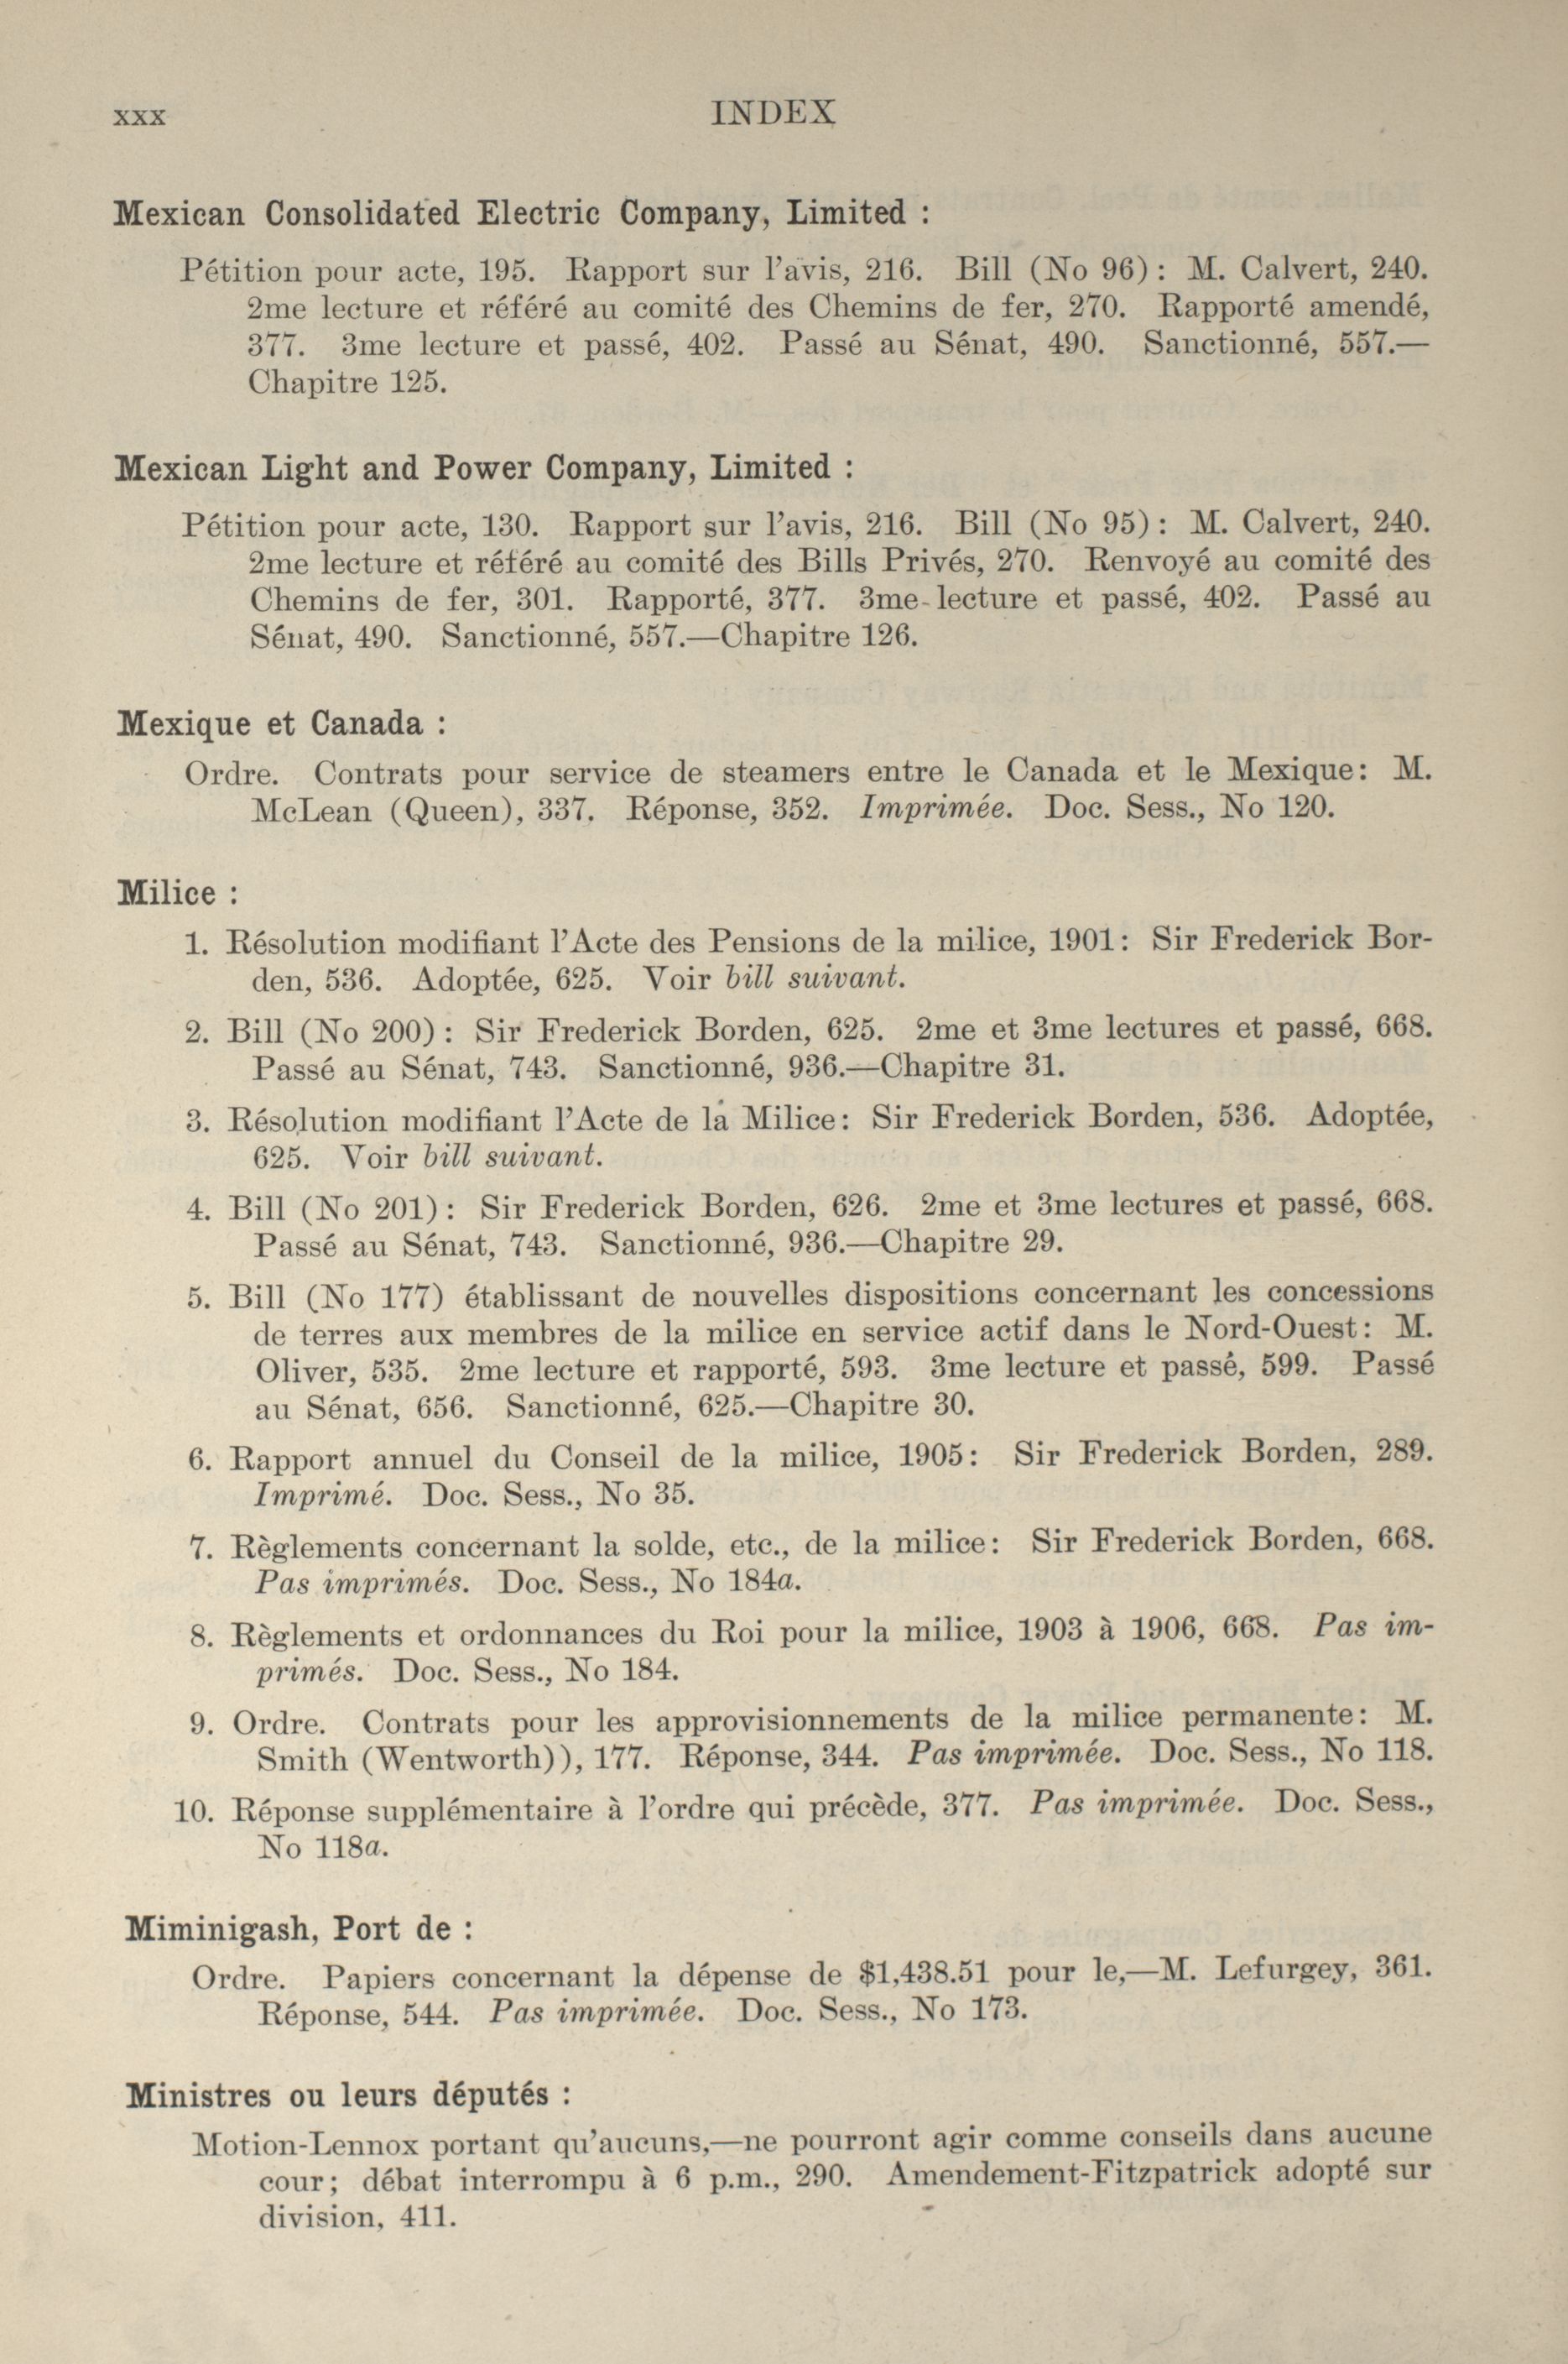 xxx INDEX
Mexican Consolidated Electric Company, Limited :
Pétition pour acte, 195. Rapport sur l'avis, 216. Bill (No 96) : M. Calvert, 240.
2me lecture et référé au comité des Chemins de fer, 270. Rapporté amendé,
377. 3me lecture et passé, 402. Passé au Sénat, 490. Sanctionné, 557.—
Chapitre 125.
Mexican Light and Power Company, Limited :
Pétition pour acte, 130. Rapport sur l'avis, 216. Bill (No 95) : M. Calvert, 240.
2me lecture et référé au comité des Bills Privés, 270. Renvoyé au comité des
Chemins de fer, 301. Rapporté, 377. 3me-lecture et passé, 402. Passé au
Sénat, 490. Sanctionné, 557.—Chapitre 126.
Mexique et Canada :
Ordre. Contrats pour service de steamers entre le Canada et le Mexique: M.
McLean (Queen), 337. Réponse, 352. Imprimée. Doc. Sess., No 120.
Milice :
1. Résolution modifiant l'Acte des Pensions de la milice, 1901: Sir Frederick Bor-
den, 536. Adoptée, 625. Voir bill suivant.
2. Bill (No 200) : Sir Frederick Borden, 625. 2me et 3me lectures et passé, 668.
Passé au Sénat, 743. Sanctionné, 936.—Chapitre 31.
3. Résolution modifiant l'Acte de la Milice: Sir Frederick Borden, 536. Adoptée,
625. Voir bill suivant.
4. Bill (No 201) : Sir Frederick Borden, 626. 2me et 3me lectures et passé, 668.
Passé au Sénat, 743. Sanctionné, 936.—Chapitre 29.
5. Bill (No 177) établissant de nouvelles dispositions concernant les concessions
de terres aux membres de la milice en service actif dans le Nord-Ouest: M.
Oliver, 535. 2me lecture et rapporté, 593. 3me lecture et passé, 599. Passé
au Sénat, 656. Sanctionné, 625.—Chapitre 30.
6. Rapport annuel du Conseil de la milice, 1905: Sir Frederick Borden, 289.
Imprimé. Doc. Sess., No 35.
7. Règlements concernant la solde, etc., de la milice: Sir Frederick Borden, 668.
Pas imprimés. Doc. Sess., No 184a.
8. Règlements et ordonnances du Roi pour la milice, 1903 à 1906, 668. Pas im-
primés. Doc. Sess., No 184.
9. Ordre. Contrats pour les approvisionnements de la milice permanente: M.
Smith (Wentworth)), 177. Réponse, 344. Pas imprimée. Doc. Sess., No 118.
10. Réponse supplémentaire à l'ordre qui précède, 377. Pas imprimée. Doc. Sess.,
No 118a.
Miminigash, Port de :
Ordre. Papiers concernant la dépense de $1,438.51 pour le,—M. Lefurgey, 361.
Réponse, 544. Pas imprimée. Doc. Sess., No 173.
Ministres ou leurs députés :
Motion-Lennox portant qu'aucuns,—ne pourront agir comme conseils dans aucune
cour; débat interrompu à 6 p.m., 290. Amendement-Fitzpatrick adopté sur
division, 411.